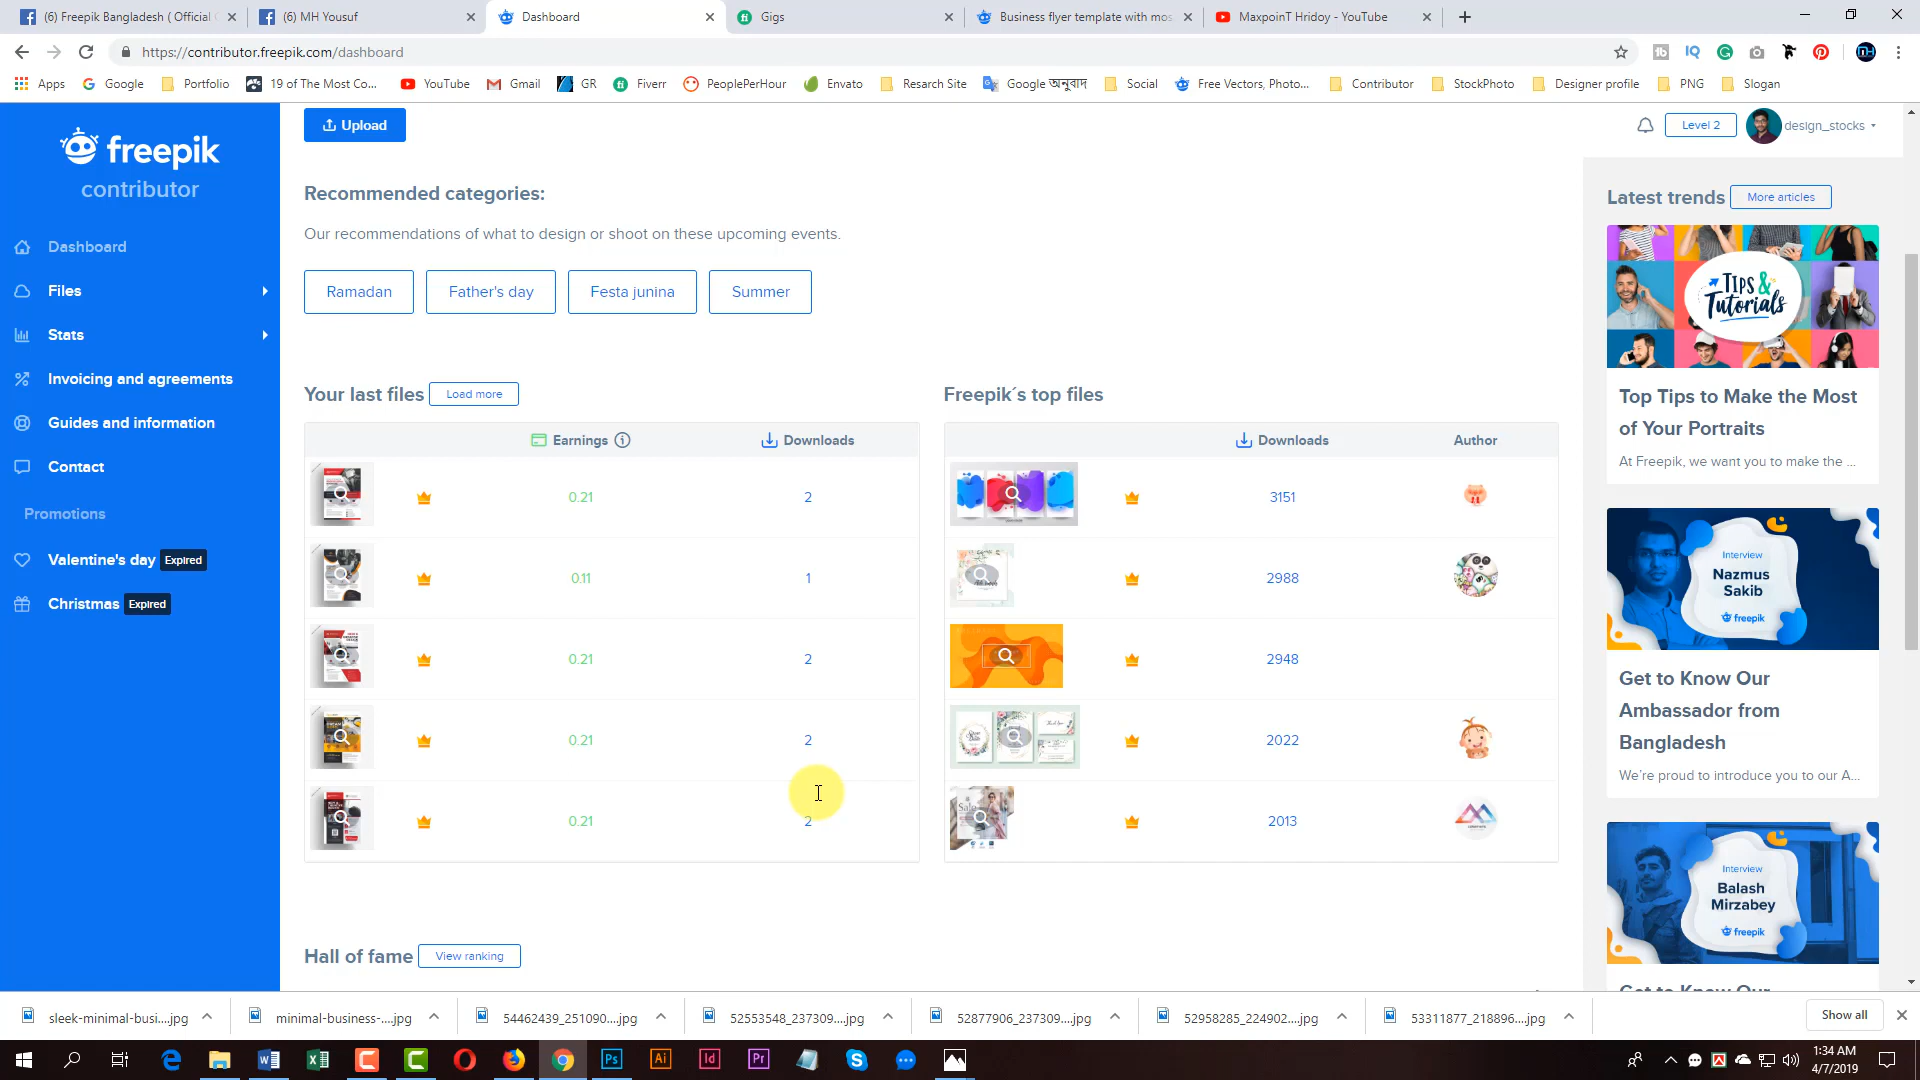 (6) Freepik Bangladesh ( Official
(6) MH Yousuf
Dashboard
Gigs
Business flyer template with mos
MaxpoinT Hridoy - YouTube
https://contributor.freepik.com/dashboard
Apps
Google
Portfolio
19 of The Most Co...
YouTube
Gmail
GR
Fiverr
PeoplePerHour
Envato
Resarch Site
Google অনুবাদ
Social
Free Vectors, Photo...
Contributor
StockPhoto
Designer profile
PNG
Slogan
freepik
contributor
Dashboard
Files
Stats
Invoicing and agreements
Guides and information
Contact
Promotions
Valentine's day Expired
Christmas Expired
Upload
Level 2
design_stocks
Recommended categories:
Our recommendations of what to design or shoot on these upcoming events.
Ramadan
Father's day
Festa junina
Summer
Your last files Load more
Earnings
Downloads
0.21 2
0.11 1
0.21 2
0.21 2
0.21 2
Freepik´s top files
Downloads
Author
3151
2988
2948
2022
2013
Hall of fame View ranking
Latest trends More articles
TIPS &
Tutorials
Top Tips to Make the Most
of Your Portraits
At Freepik, we want you to make the ...
Interview
Nazmus
Sakib
freepik
Get to Know Our
Ambassador from
Bangladesh
We're proud to introduce you to our A...
Interview
Balash
Mirzabey
freepik
Get to Know Our
sleek-minimal-busi....jpg
minimal-business-....jpg
54462439_251090....jpg
52553548_237309....jpg
52877906_237309....jpg
52958285_224902....jpg
53311877_218896....jpg
Show all
1:34 AM
4/7/2019